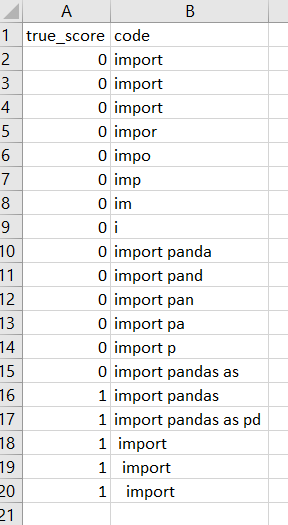 A B
1 true_score code
2 0 import
3 0 import
4 0 import
5 0 impor
6 0 impo
7 0 imp
8 0 im
9 0 i
10 0 import panda
11 0 import pand
12 0 import pan
13 0 import pa
14 0 import p
15 0 import pandas as
16 1 import pandas
17 1 import pandas as pd
18 1 import
19 1 import
20 1 import
21